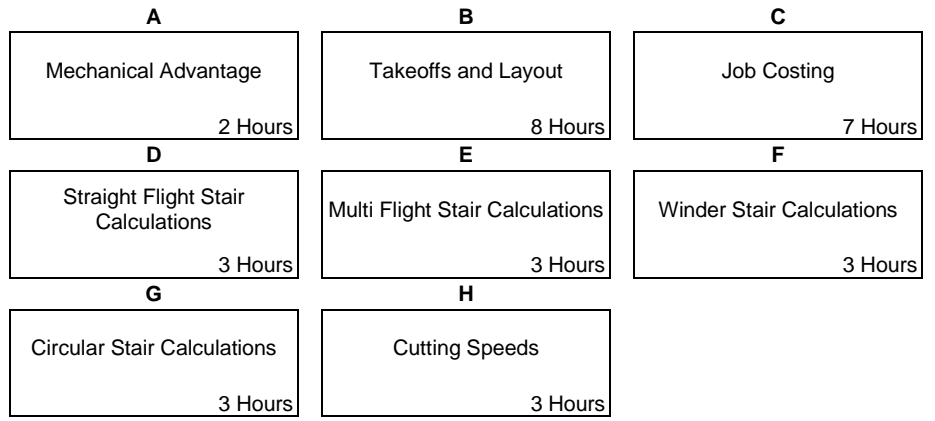 A
Mechanical Advantage
2 Hours
B
Takeoffs and Layout
8 Hours
C
Job Costing
7 Hours
D
Straight Flight Stair
Calculations
3 Hours
E
Multi Flight Stair Calculations
3 Hours
F
Winder Stair Calculations
3 Hours
G
Circular Stair Calculations
3 Hours
H
Cutting Speeds
3 Hours